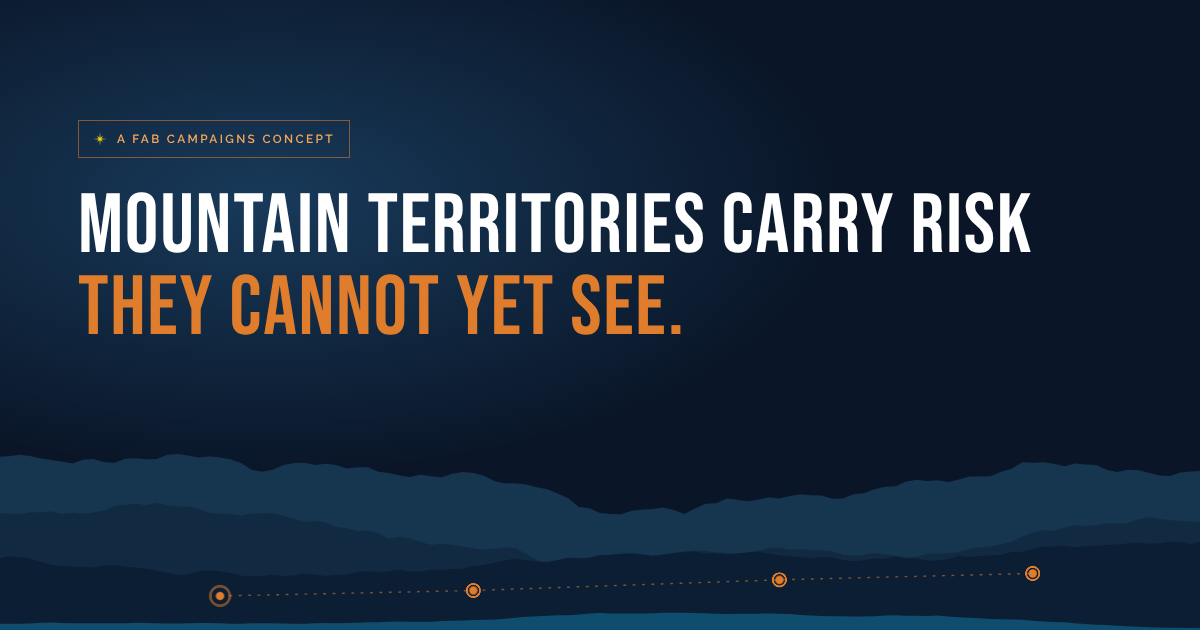 A FAB CAMPAIGNS CONCEPT
MOUNTAIN TERRITORIES CARRY RISK
THEY CANNOT YET SEE.